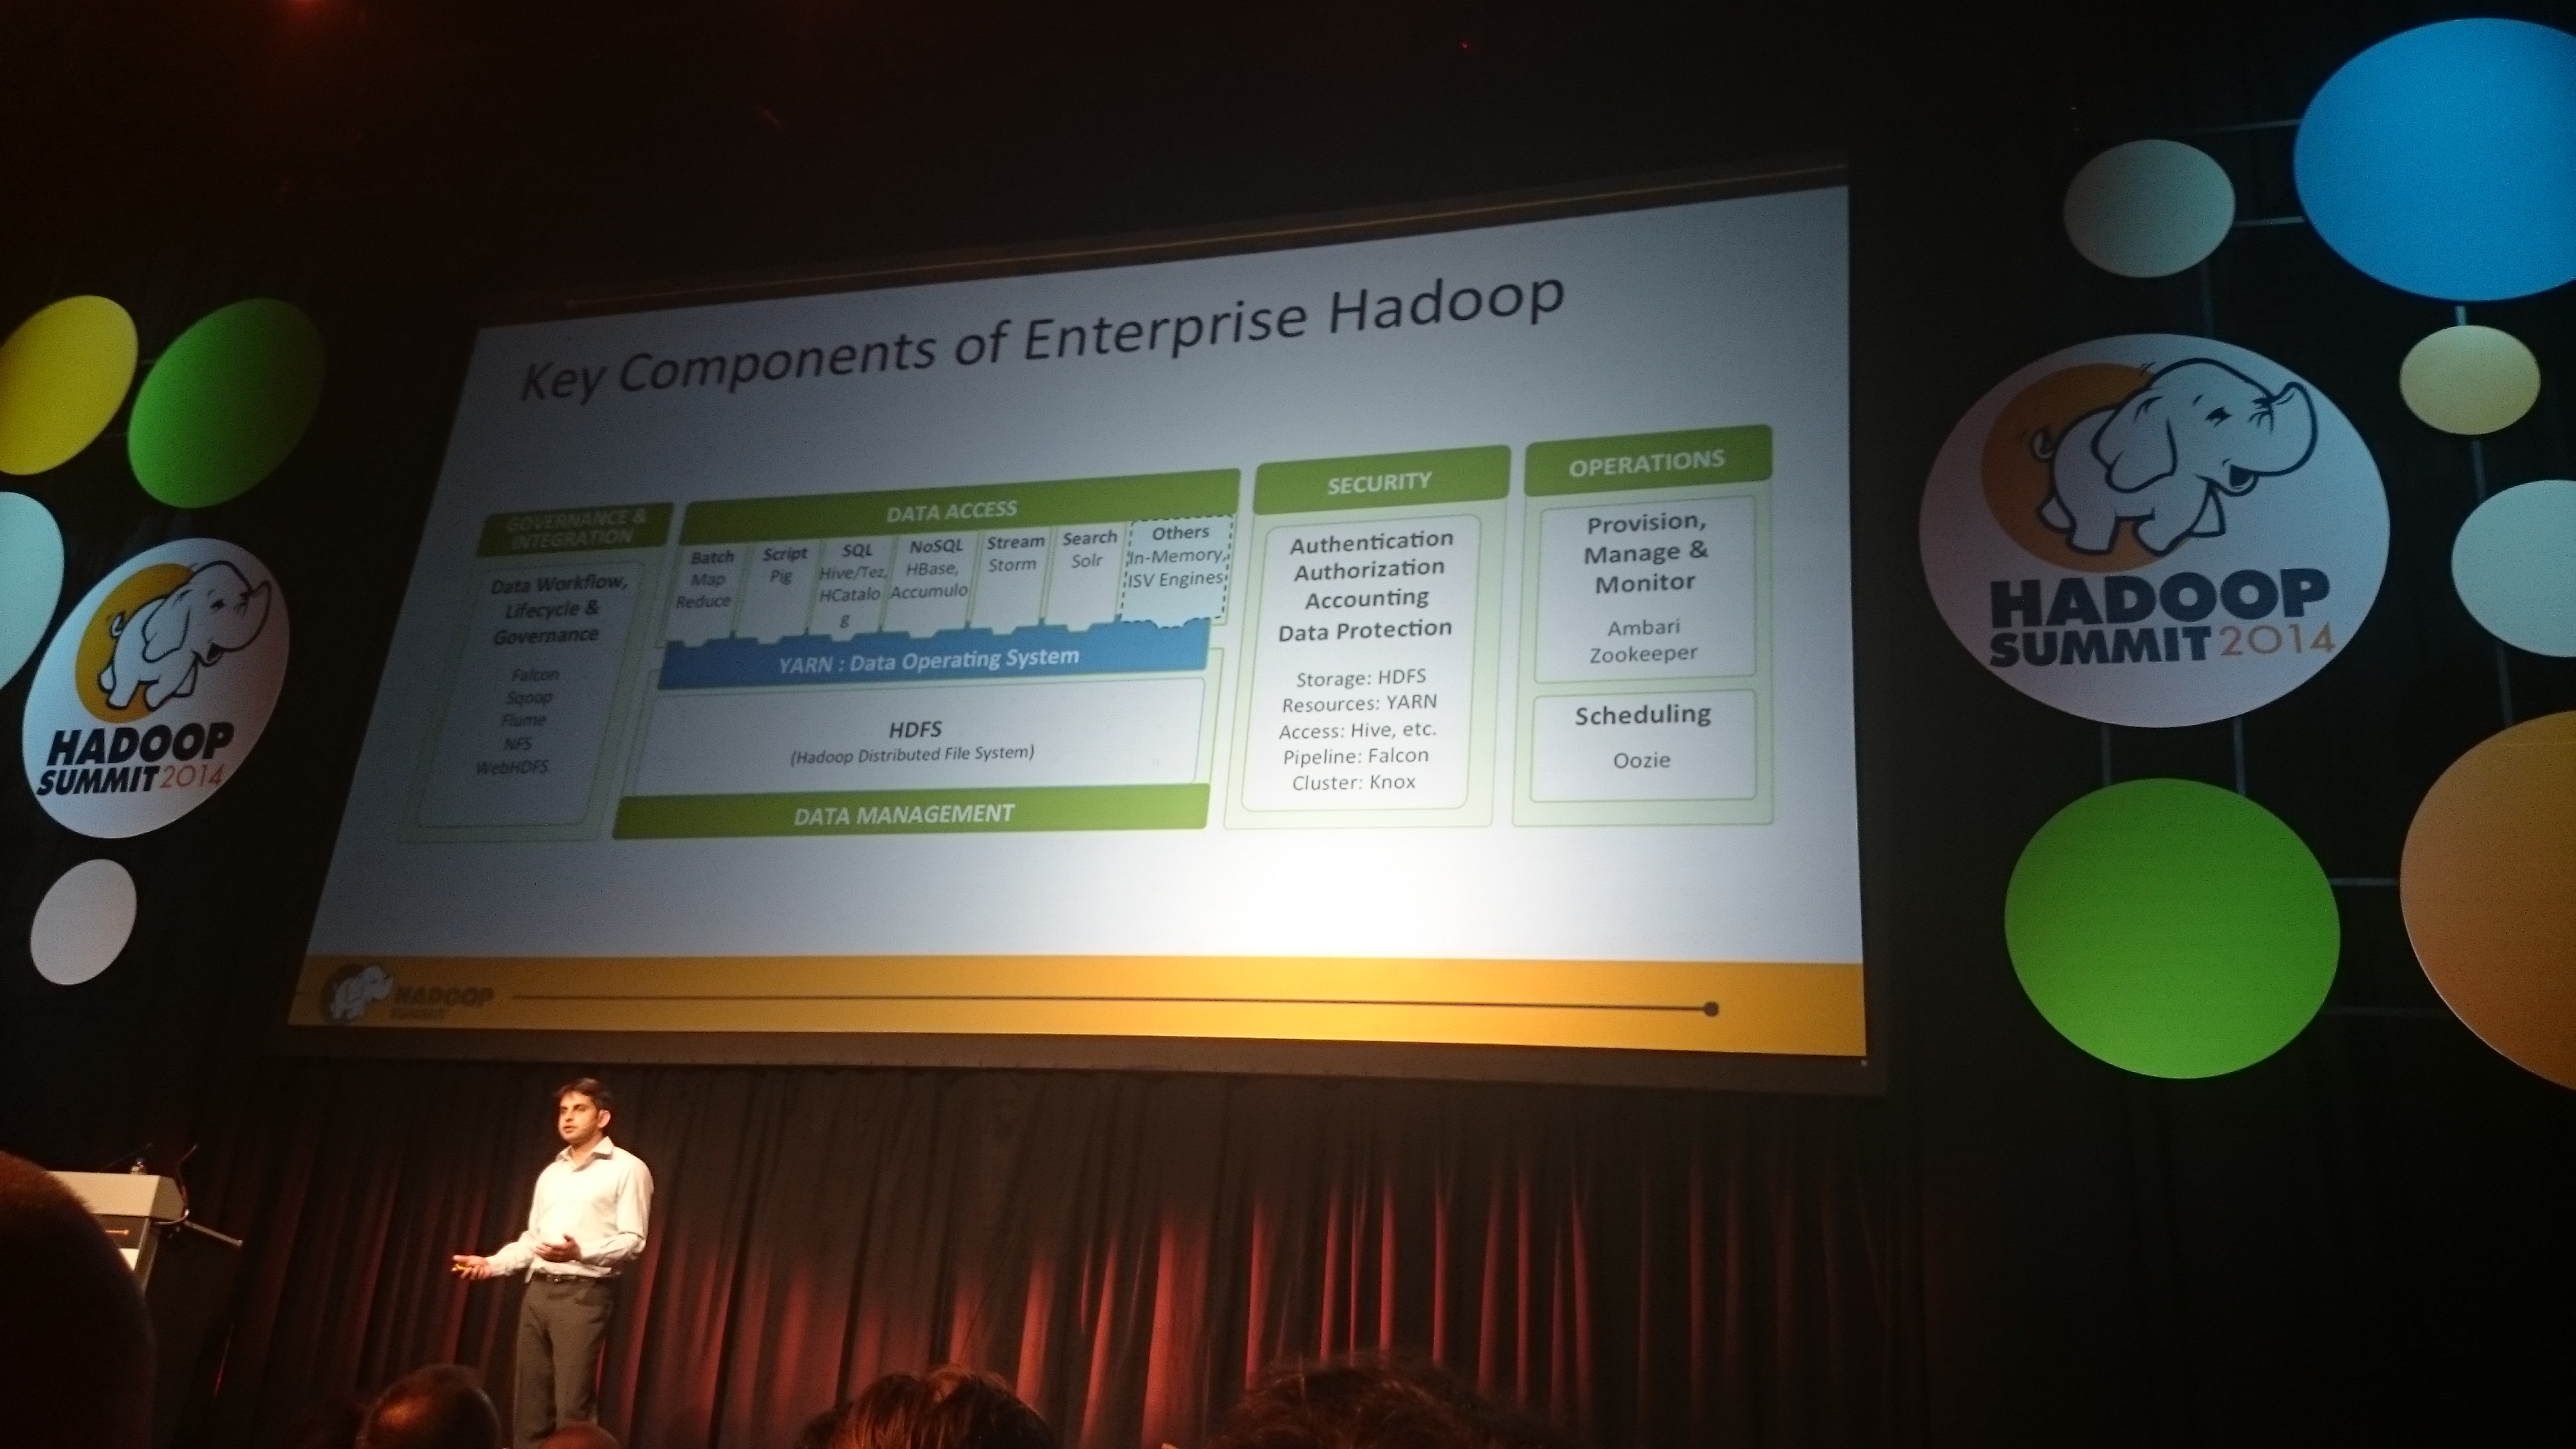 Key Components of Enterprise Hadoop
GOVERNANCE &
INTEGRATION
Data Workflow,
Lifecycle &
Governance
Falcon
Sqoop
Flume
NFS
WebHDFS
DATA ACCESS
Batch
Map
Reduce
Script
Pig
SQL
Hive/Tez,
HCatalo
g
NoSQL
HBase,
Accumulo
Stream
Storm
Search
Solr
Others
In-Memory,
ISV Engines
YARN : Data Operating System
HDFS
(Hadoop Distributed File System)
DATA MANAGEMENT
SECURITY
Authentication
Authorization
Accounting
Data Protection
Storage: HDFS
Resources: YARN
Access: Hive, etc.
Pipeline: Falcon
Cluster: Knox
OPERATIONS
Provision,
Manage &
Monitor
Ambari
Zookeeper
Scheduling
Oozie
HADOOP
SUMMIT
HADOOP
SUMMIT 2014
HADOOP
SUMMIT 2014